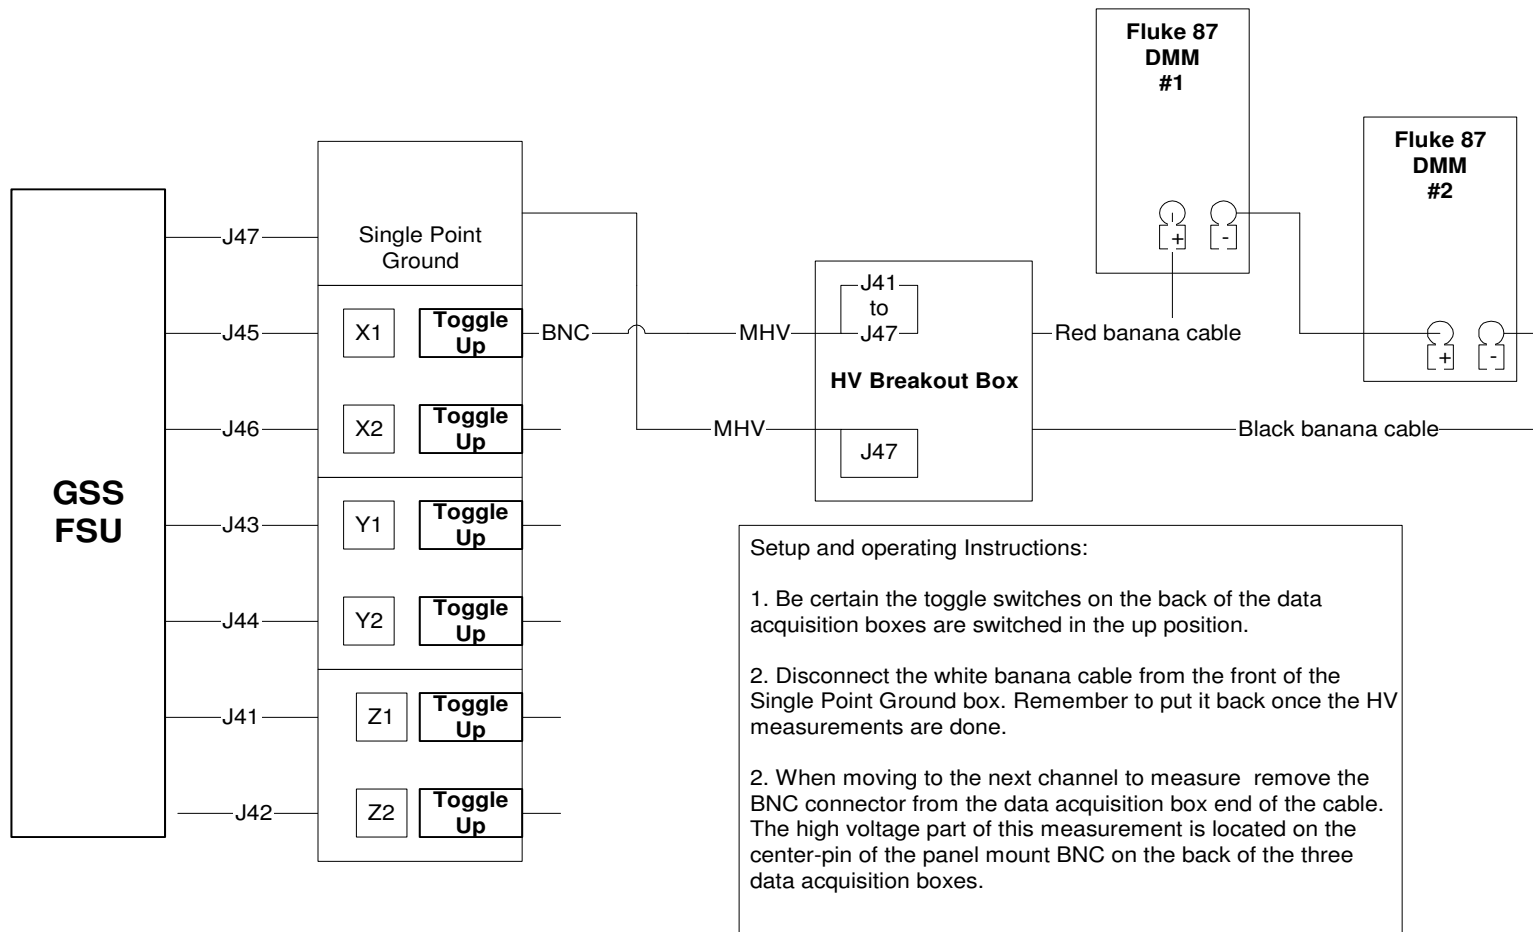 Fluke 87
DMM
#1
Fluke 87
DMM
#2
+
-
+
-
GSS
FSU
J47
J45
J46
J43
J44
J41
J42
Single Point
Ground
X1
Toggle
Up
X2
Toggle
Up
Y1
Toggle
Up
Y2
Toggle
Up
Z1
Toggle
Up
Z2
Toggle
Up
BNC
MHV
MHV
J41
to
J47
HV Breakout Box
J47
Red banana cable
Black banana cable
Setup and operating Instructions:
1. Be certain the toggle switches on the back of the data
acquisition boxes are switched in the up position.
2. Disconnect the white banana cable from the front of the
Single Point Ground box. Remember to put it back once the HV
measurements are done.
2. When moving to the next channel to measure  remove the
BNC connector from the data acquisition box end of the cable.
The high voltage part of this measurement is located on the
center-pin of the panel mount BNC on the back of the three
data acquisition boxes.